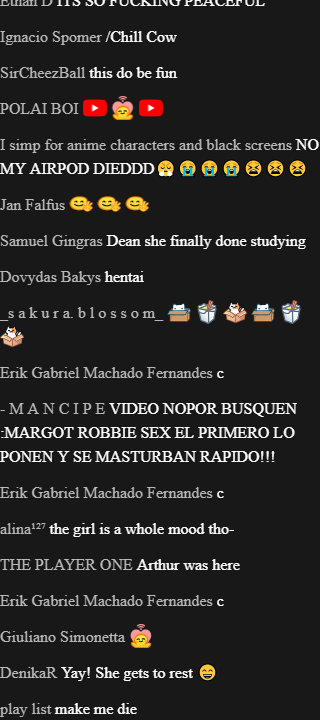 Ethan D ITS SO FUCKING PEACEFUL
Ignacio Spomer /Chill Cow
SirCheezBall this do be fun
POLAI BOI
I simp for anime characters and black screens NO
MY AIRPOD DIEDDD 😤😭😭😭😫😫😫
Jan Falfus
Samuel Gingras Dean she finally done studying
Dovydas Bakys hentai
_s a k u r a. b l o s s o m_
Erik Gabriel Machado Fernandes c
- M A N C I P E VIDEO NOPOR BUSQUEN
:MARGOT ROBBIE SEX EL PRIMERO LO
PONEN Y SE MASTURBAN RAPIDO!!!
Erik Gabriel Machado Fernandes c
alina¹²⁷ the girl is a whole mood tho-
THE PLAYER ONE Arthur was here
Erik Gabriel Machado Fernandes c
Giuliano Simonetta
DenikaR Yay! She gets to rest 😄
play list make me die